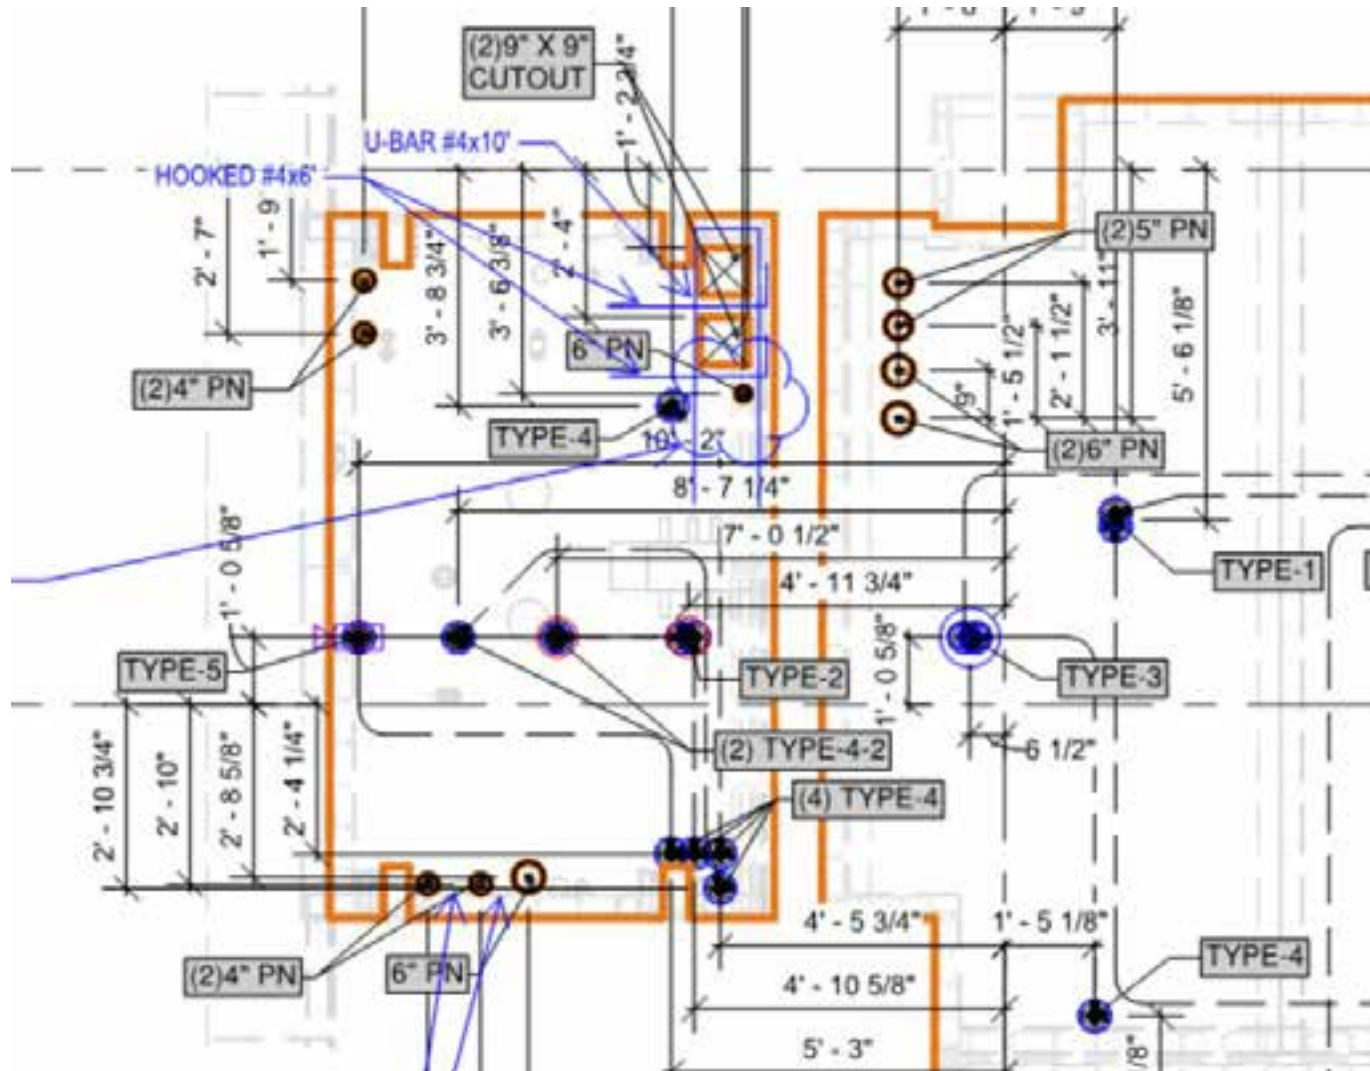 (2)9" X 9"
CUTOUT
1' - 2 3/4"
U-BAR #4x10'
HOOKED #4x6'
2' - 7"
1' - 9
3' - 8 3/4"
3' - 6 3/8"
2' - 4"
(2)5" PN
3' - 11"
5' - 6 1/8"
2' - 1 1/2"
1' - 5 1/2"
9"
6" PN
(2)4" PN
TYPE-4
10' - 2"
(2)6" PN
8' - 7 1/4"
7' - 0 1/2"
1' - 0 5/8"
4' - 11 3/4"
TYPE-1
TYPE-5
TYPE-2
1' - 0 5/8"
TYPE-3
(2) TYPE-4-2
6 1/2"
2' - 10 3/4"
2' - 10"
2' - 8 5/8"
2' - 4 1/4"
(4) TYPE-4
4' - 5 3/4"
1' - 5 1/8"
(2)4" PN
6" PN
TYPE-4
4' - 10 5/8"
5' - 3"
/8"